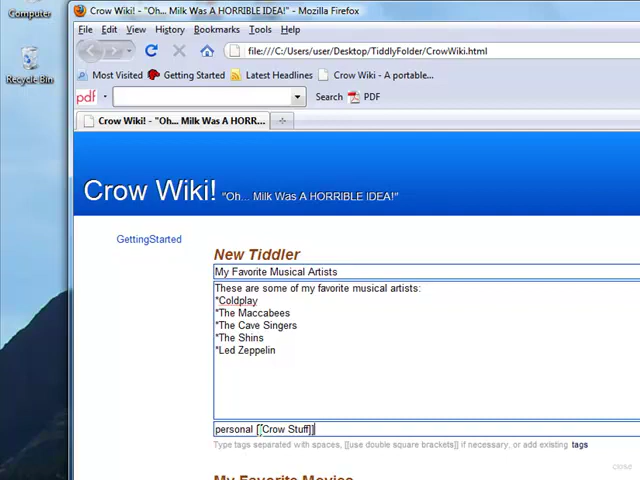 Computer
Recycle Bin
Crow Wiki! - "Oh... Milk Was A HORRIBLE IDEA!" - Mozilla Firefox
File Edit View History Bookmarks Tools Help
file:///C:/Users/user/Desktop/TiddlyFolder/CrowWiki.html
Most Visited Getting Started Latest Headlines Crow Wiki - A portable...
pdf Search PDF
Crow Wiki! - "Oh... Milk Was A HORR...
Crow Wiki! "Oh... Milk Was A HORRIBLE IDEA!"
GettingStarted
New Tiddler
My Favorite Musical Artists
These are some of my favorite musical artists:
*Coldplay
*The Maccabees
*The Cave Singers
*The Shins
*Led Zeppelin
personal [[Crow Stuff]]
Type tags separated with spaces, [[use double square brackets]] if necessary, or add existing tags
close
My Favorite Movies